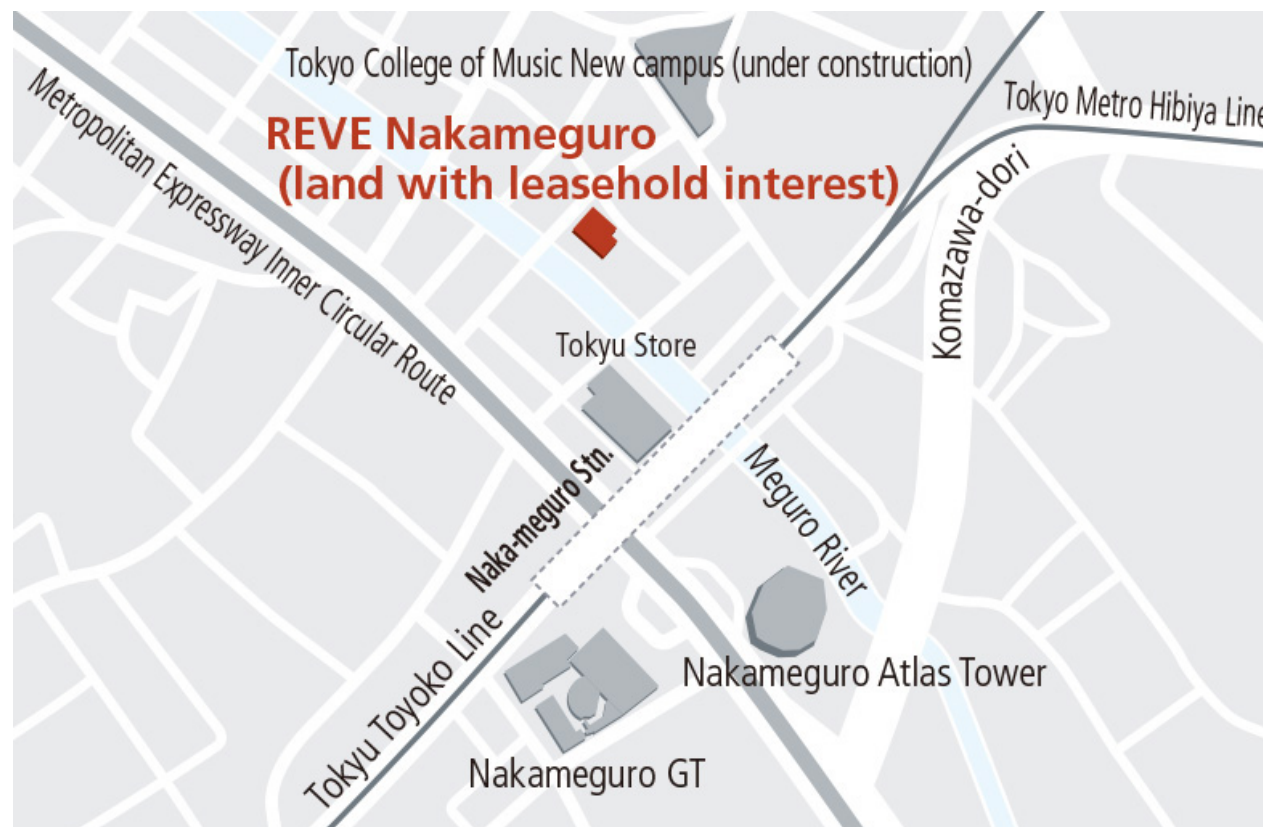 Tokyo College of Music New campus (under construction)
Tokyo Metro Hibiya Line
Metropolitan Expressway Inner Circular Route
REVE Nakameguro
(land with leasehold interest)
Komazawa-dori
Tokyu Store
Naka-meguro Stn.
Meguro River
Tokyu Toyoko Line
Nakameguro Atlas Tower
Nakameguro GT